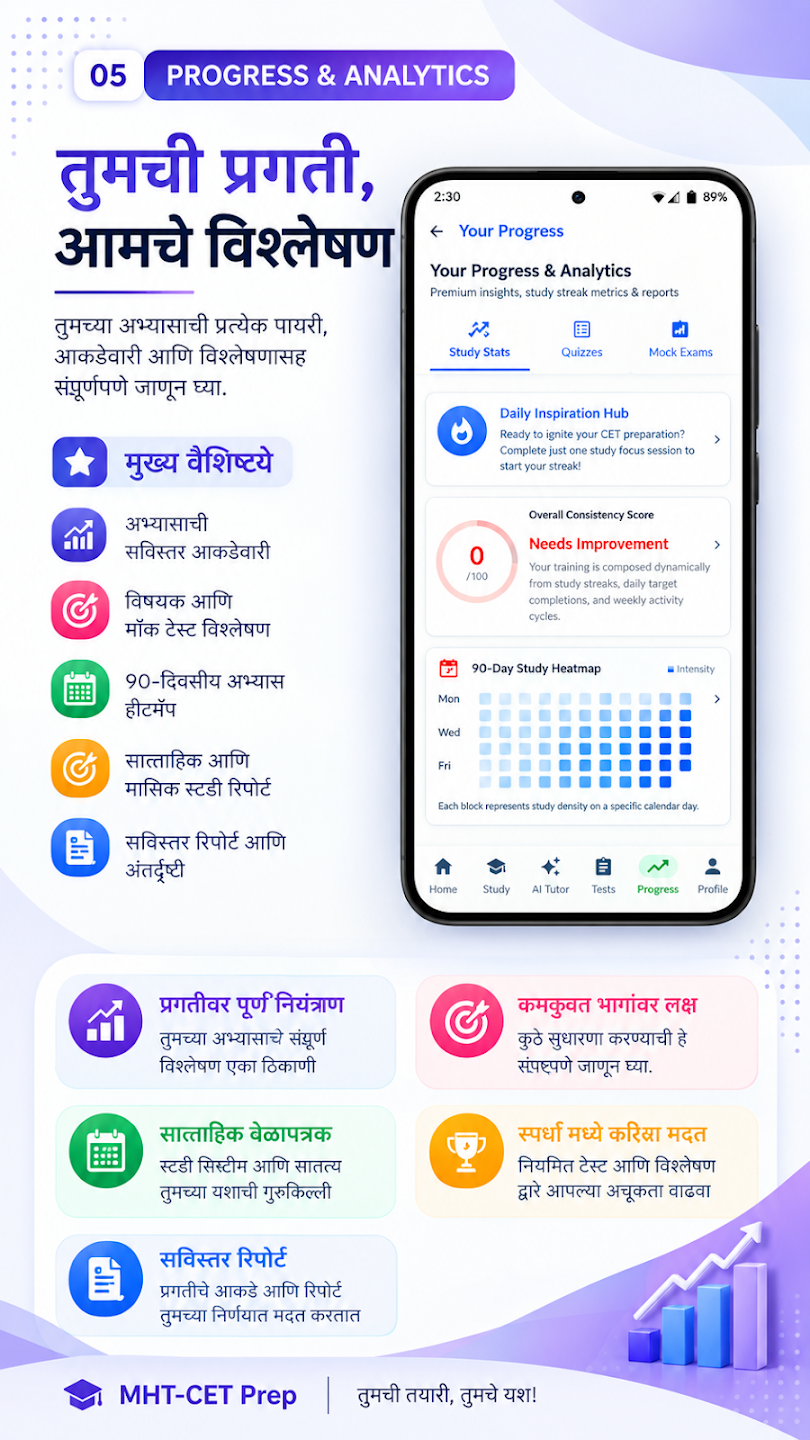 05
PROGRESS & ANALYTICS
तुमची प्रगती,
आमचे विश्लेषण
तुमच्या अभ्यासाची प्रत्येक पायरी,
आकडेवारी आणि विश्लेषणासह
संपूर्णपणे जाणून घ्या.
मुख्य वैशिष्टये
अभ्यासाची
सविस्तर आकडेवारी
विषयक आणि
मॉक टेस्ट विश्लेषण
90-दिवसीय अभ्यास
हीटमॅप
सात्ताहिक आणि
मासिक स्टडी रिपोर्ट
सविस्तर रिपोर्ट आणि
2:30
89%
Your Progress
Your Progress & Analytics
Premium insights, study streak metrics & reports
Study Stats
Quizzes
Mock Exams
Daily Inspiration Hub
Ready to ignite your CET preparation?
Complete just one study focus session to
start your streak!
Overall Consistency Score
0
/100
Needs Improvement
Your training is composed dynamically
from study streaks, daily target
completions, and weekly activity
cycles.
90-Day Study Heatmap
Intensity
Mon
Wed
Fri
Each block represents study density on a specific calendar day.
Home
Study
AI Tutor
Tests
Progress
Profile
प्रगतीवर पूर्ण नियंत्राण
तुमच्या अभ्यासाचे संपूर्ण
विश्लेषण एका ठिकाणी
कमकुवत भागांवर लक्ष
कुठे सुधारणा करण्याची हे
जाणून घ्या.
सात्ताहिक वेळापत्रक
स्टडी सिस्टीम आणि सातत्य
तुमच्या यशाची गुरुकिल्ली
स्पर्धा मध्ये मदत
नियमित टेस्ट आणि विश्लेषण
द्वारे आपल्या अचूकता वाढवा
सविस्तर रिपोर्ट
प्रगतीचे आकडे आणि रिपोर्ट
तुमच्या निर्णयात मदत करतात
MHT-CET Prep
तुमची तयारी, तुमचे यश!